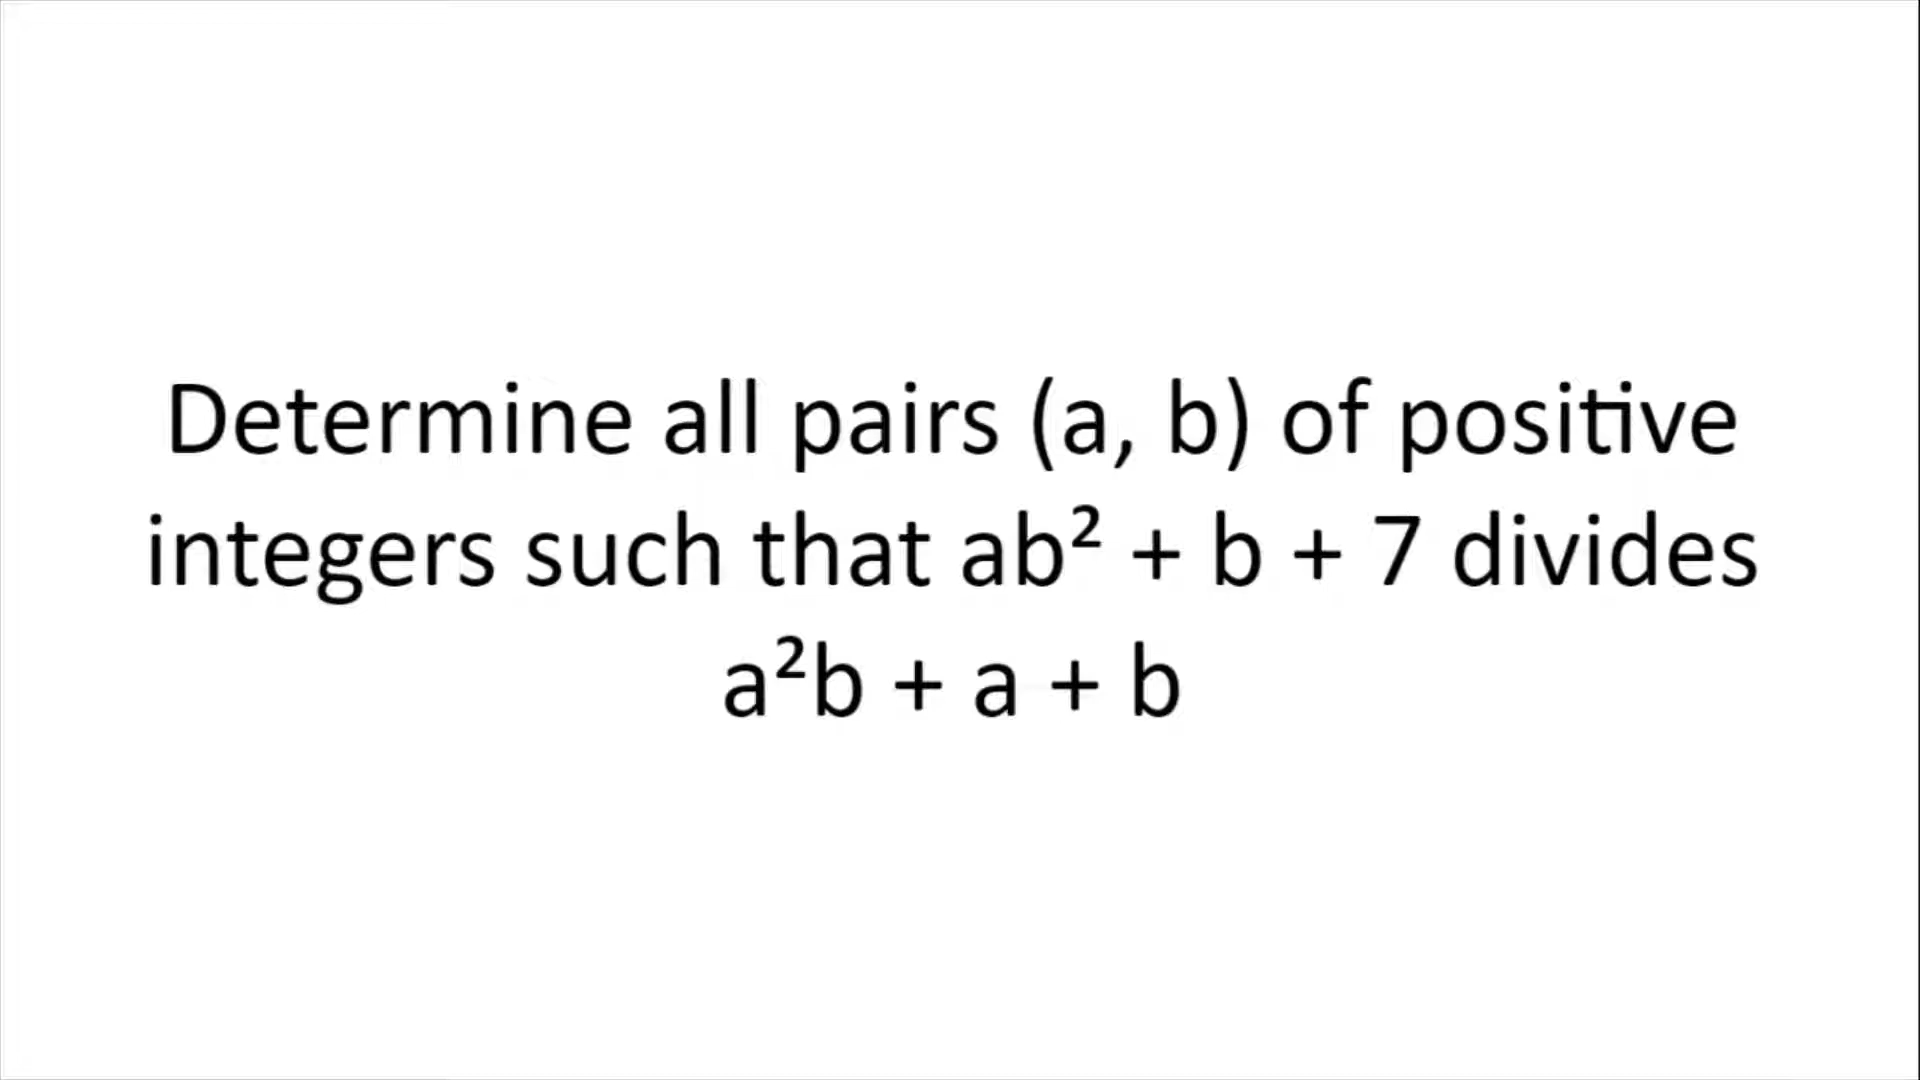 Determine all pairs (a, b) of positive
integers such that ab² + b + 7 divides
a²b + a + b